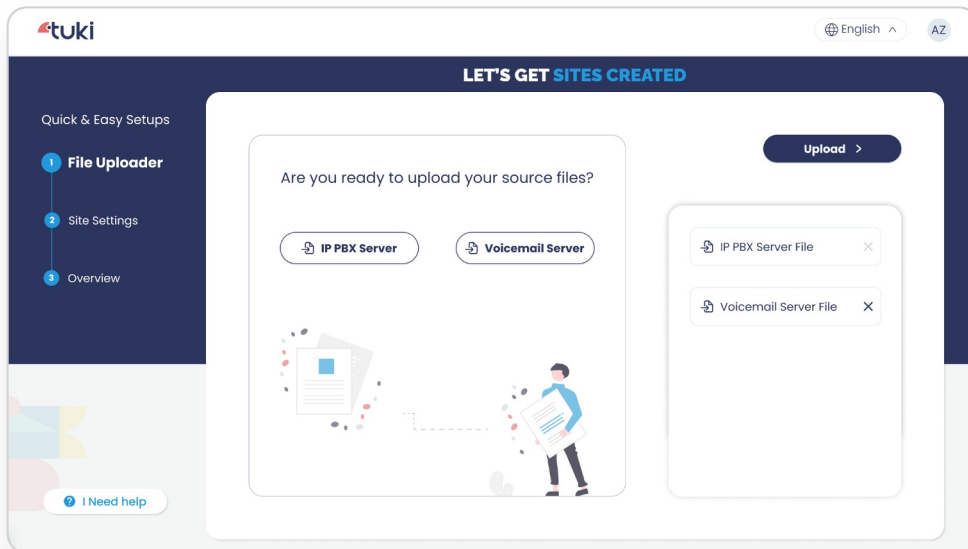 tuki
English
AZ
LET'S GET SITES CREATED
Quick & Easy Setups
1 File Uploader
2 Site Settings
3 Overview
I Need help
Are you ready to upload your source files?
IP PBX Server
Voicemail Server
Upload
IP PBX Server File
Voicemail Server File